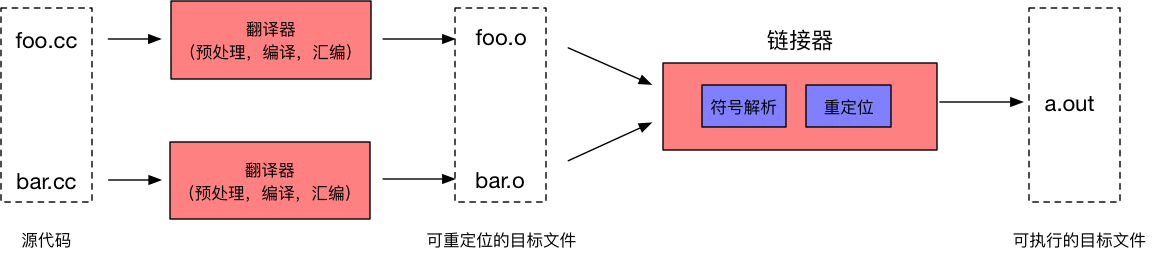 foo.cc
翻译器
（预处理，编译，汇编）
foo.o
链接器
符号解析
重定位
a.out
bar.cc
翻译器
（预处理，编译，汇编）
bar.o
源代码
可重定位的目标文件
可执行的目标文件